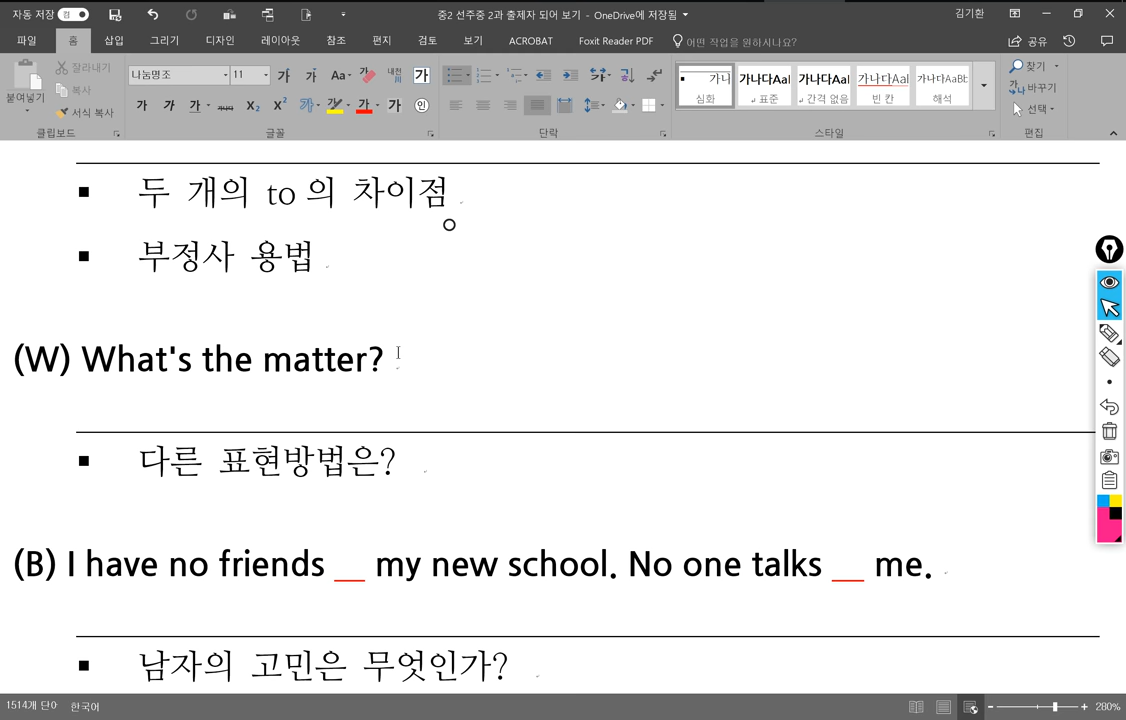 자동 저장 켬 중2 선주중 2과 출제자 되어 보기 - OneDrive에 저장됨 김기환
파일 홈 삽입 그리기 디자인 레이아웃 참조 편지 검토 보기 ACROBAT Foxit Reader PDF 어떤 작업을 원하시나요? 공유
붙여넣기 잘라내기 복사 서식 복사
나눔명조 11
클립보드 글꼴 단락 스타일 편집
심화 표준 간격 없음 빈 칸 해석
찾기 바꾸기 선택
두 개의 to 의 차이점
부정사 용법
(W) What's the matter?
다른 표현방법은?
(B) I have no friends __ my new school. No one talks __ me.
남자의 고민은 무엇인가?
1514개 단어 한국어 280%